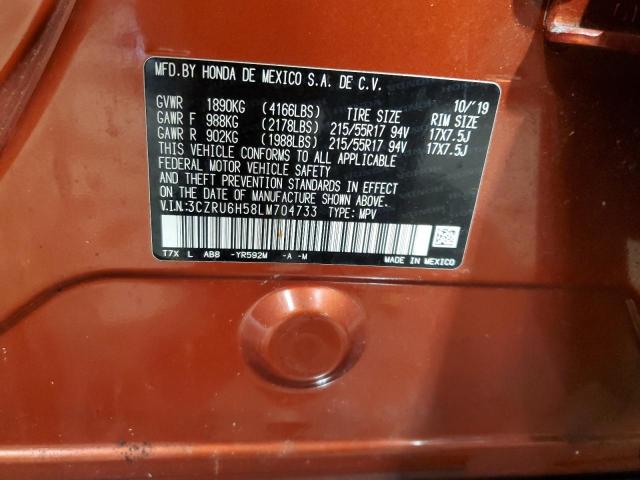 MFD.BY HONDA DE MEXICO S.A. DE C.V.
10/'19
GVWR 1890KG (4166LBS) TIRE SIZE RIM SIZE
GAWR F 988KG (2178LBS) 215/55R17 94V 17X7.5J
GAWR R 902KG (1988LBS) 215/55R17 94V 17X7.5J
THIS VEHICLE CONFORMS TO ALL APPLICABLE
FEDERAL MOTOR VEHICLE SAFETY
AND THEFT PREVENTION STANDARDS IN EFFECT
ON THE DATE OF MANUFACTURE SHOWN ABOVE.
V.I.N:3CZRU6H58LM704733 TYPE: MPV
T7X L AB8 -YR592M -A -M
MADE IN MEXICO